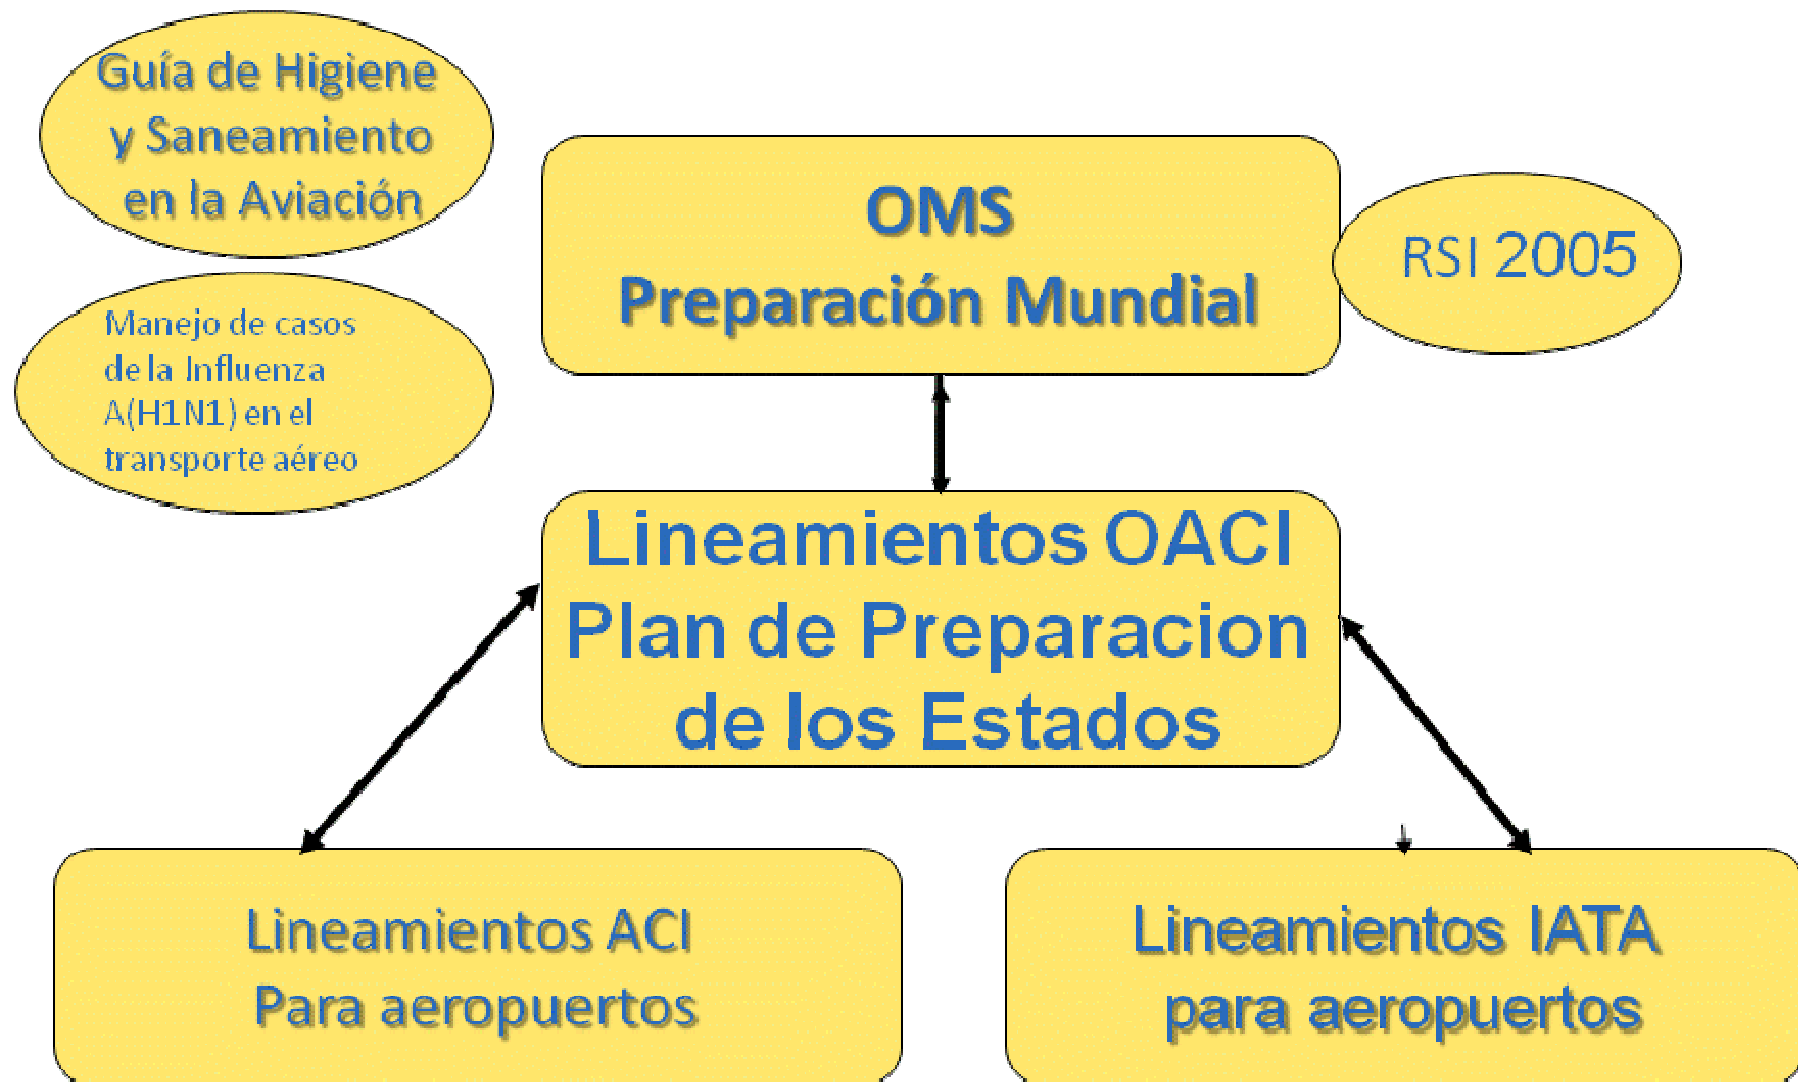 Guía de Higiene
y Saneamiento
en la Aviación
Manejo de casos
de la Influenza
A(H1N1) en el
transporte aéreo
OMS
Preparación Mundial
RSI 2005
Lineamientos OACI
Plan de Preparacion
de los Estados
Lineamientos ACI
Para aeropuertos
Lineamientos IATA
para aeropuertos